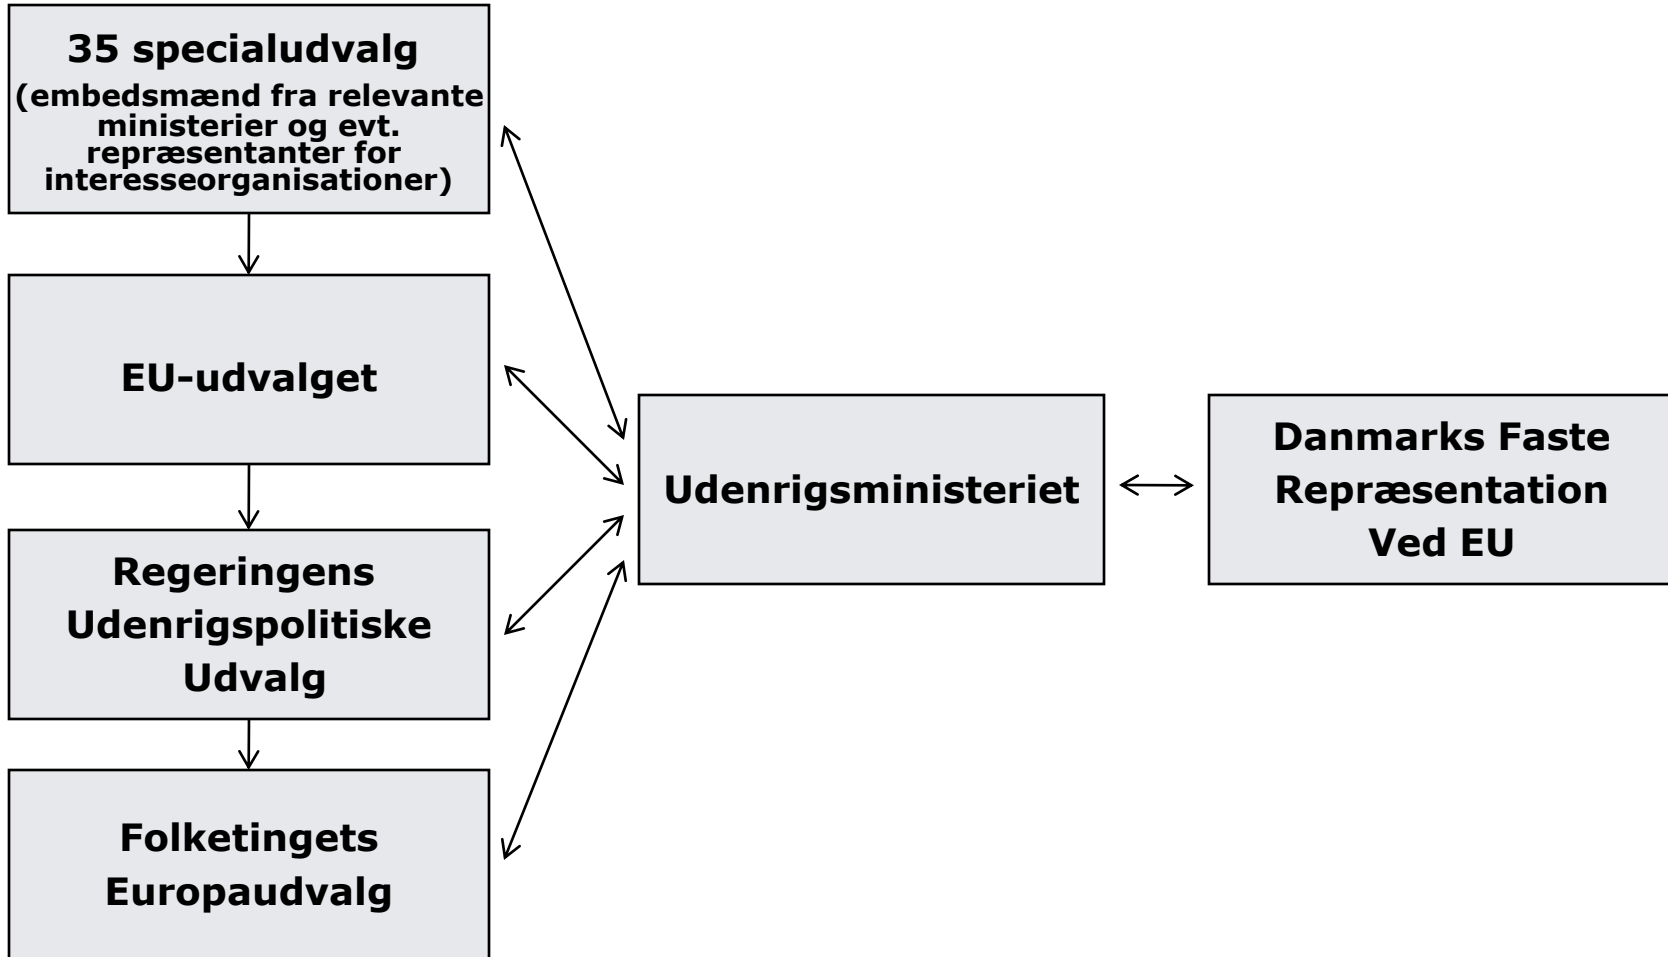 35 specialudvalg
(embedsmænd fra relevante
ministerier og evt.
repræsentanter for
interesseorganisationer)
EU-udvalget
Regeringens
Udenrigspolitiske
Udvalg
Folketingets
Europaudvalg
Udenrigsministeriet
Danmarks Faste
Repræsentation
Ved EU